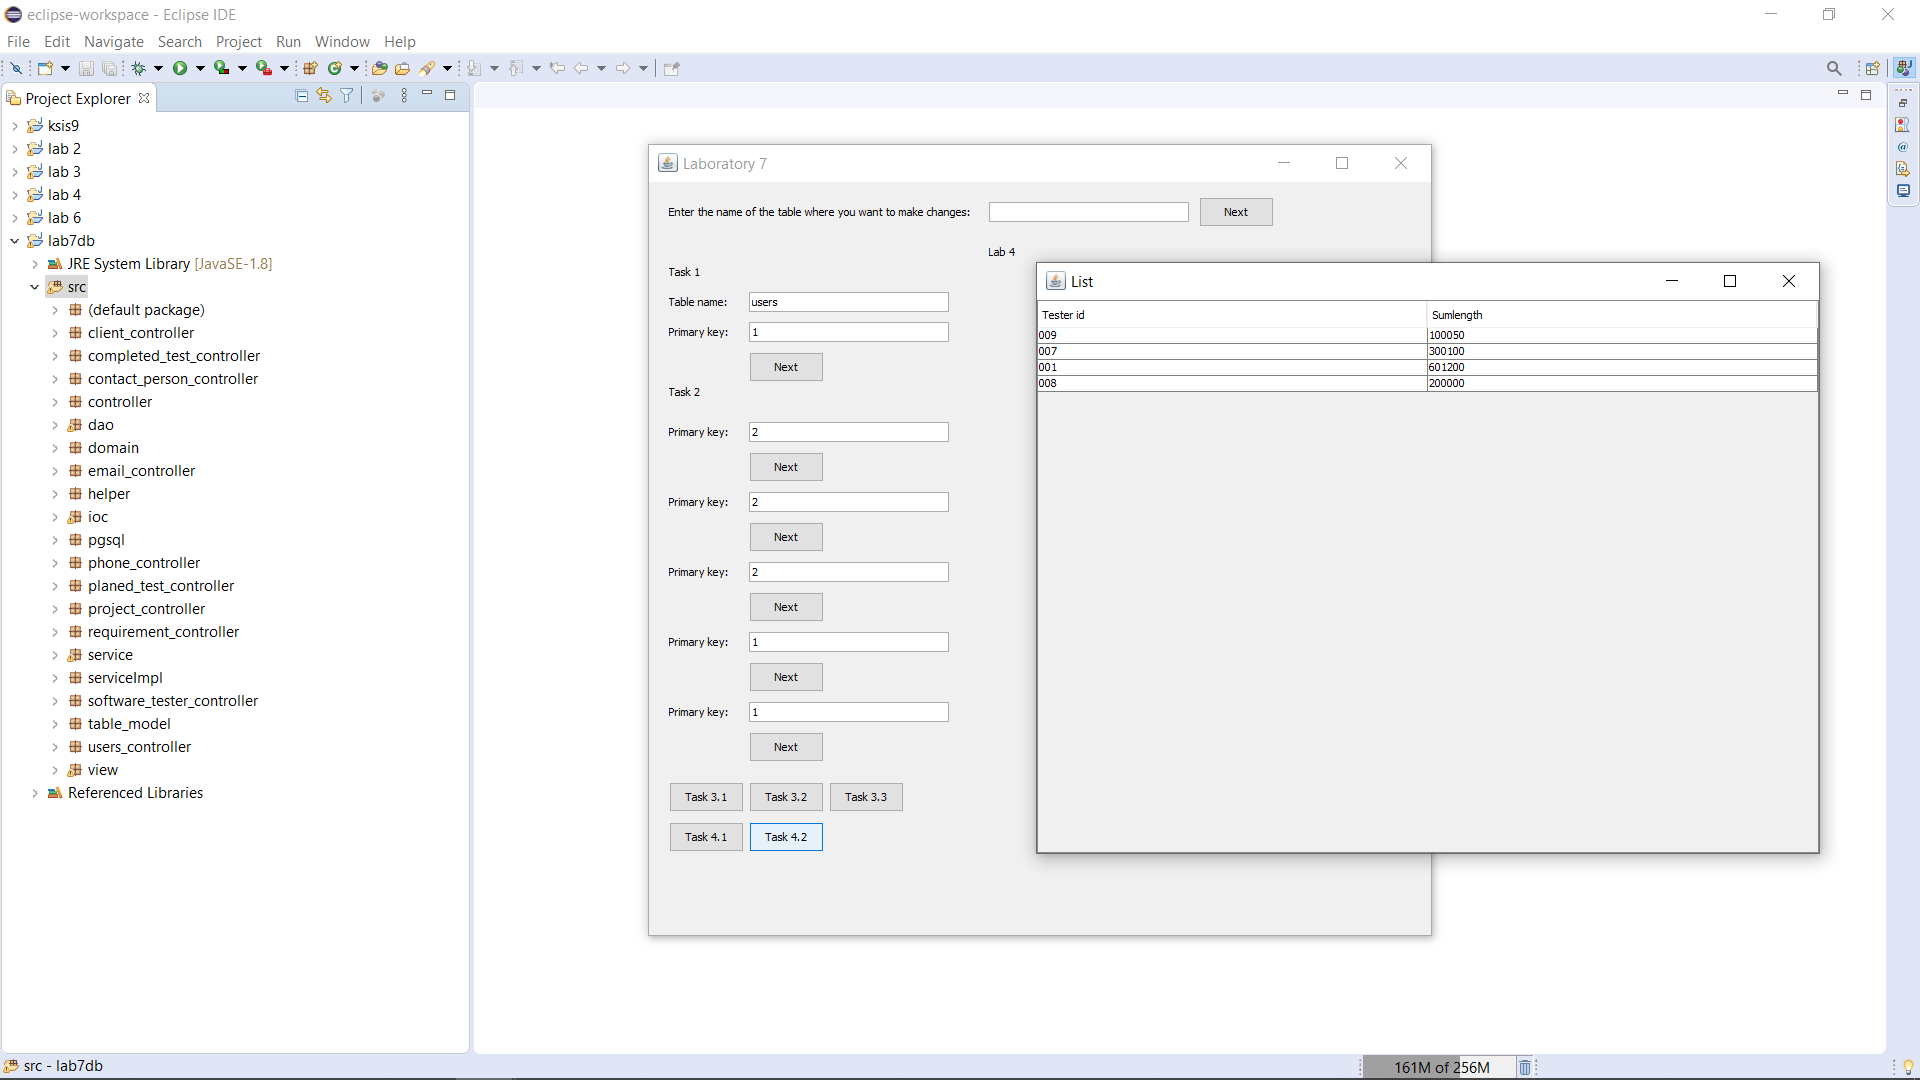 eclipse-workspace - Eclipse IDE
File Edit Navigate Search Project Run Window Help
Project Explorer
ksis9
lab 2
lab 3
lab 4
lab 6
lab7db
JRE System Library [JavaSE-1.8]
src
(default package)
client_controller
completed_test_controller
contact_person_controller
controller
dao
domain
email_controller
helper
ioc
pgsql
phone_controller
planed_test_controller
project_controller
requirement_controller
service
serviceImpl
software_tester_controller
table_model
users_controller
view
Referenced Libraries
Laboratory 7
Enter the name of the table where you want to make changes: Next
Lab 4
Task 1
Table name: users
Primary key: 1
Next
Task 2
Primary key: 2
Next
Primary key: 2
Next
Primary key: 2
Next
Primary key: 1
Next
Primary key: 1
Next
Task 3.1 Task 3.2 Task 3.3
Task 4.1 Task 4.2
List
Tester id Sumlength
009 100050
007 300100
001 601200
008 200000
src - lab7db
161M of 256M